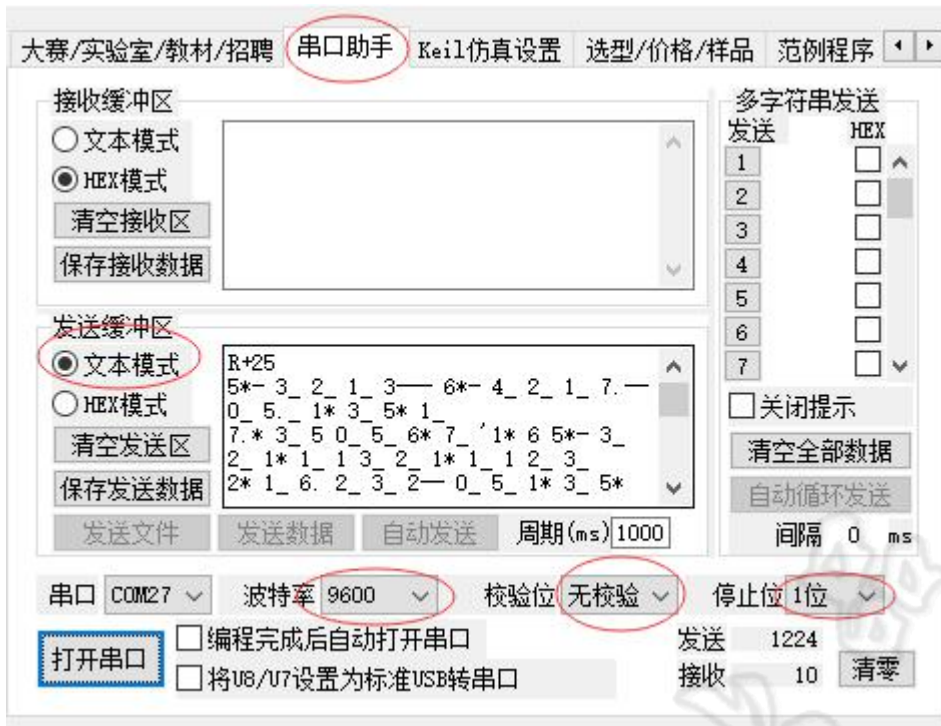 大赛/实验室/教材/招聘 串口助手 Keil仿真设置 选型/价格/样品 范例程序
接收缓冲区
文本模式
HEX模式
清空接收区
保存接收数据
多字符串发送
发送 HEX
1
2
3
4
5
6
7
发送缓冲区
文本模式
HEX模式
清空发送区
保存发送数据
R+25
5*- 3_ 2_ 1_ 3—— 6*- 4_ 2_ 1_ 7.—
0_ 5._ 1* 3_ 5* 1_
7.* 3_ 5 0_ 5_ 6* 7_ '1* 6 5*- 3_
2_ 1* 1_ 1 3_ 2_ 1* 1_ 1 2_ 3_
2* 1_ 6. 2_ 3_ 2—— 0_ 5_ 1* 3_ 5*
关闭提示
清空全部数据
自动循环发送
间隔 0 ms
发送文件 发送数据 自动发送 周期(ms) 1000
串口 COM27 波特率 9600 校验位 无校验 停止位 1位
打开串口
编程完成后自动打开串口
将U8/U7设置为标准USB转串口
发送 1224
接收 10
清零